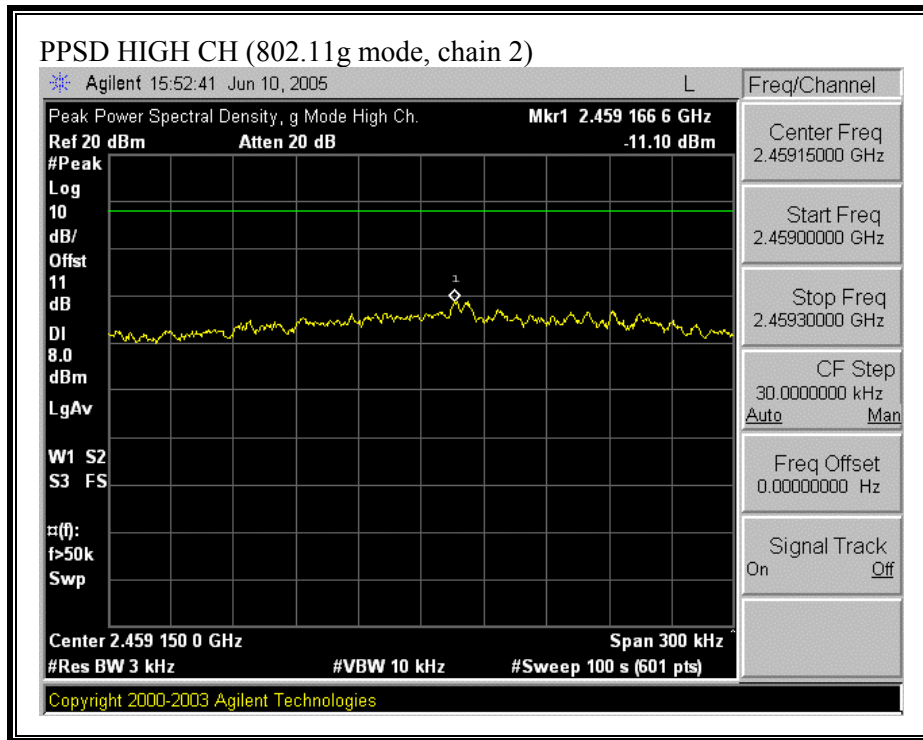 PPSD HIGH CH (802.11g mode, chain 2)
Agilent 15:52:41 Jun 10, 2005 L
Freq/Channel
Peak Power Spectral Density, g Mode High Ch. Mkr1 2.459 166 6 GHz
Ref 20 dBm Atten 20 dB -11.10 dBm
#Peak
Log
10
dB/
Offst
11
dB
DI
8.0
dBm
LgAv
W1 S2
S3 FS
¤(f):
f>50k
Swp
1
Center 2.459 150 0 GHz Span 300 kHz ^
#Res BW 3 kHz #VBW 10 kHz #Sweep 100 s (601 pts)
Center Freq
2.45915000 GHz
Start Freq
2.45900000 GHz
Stop Freq
2.45930000 GHz
CF Step
30.0000000 kHz
Auto Man
Freq Offset
0.00000000 Hz
Signal Track
On Off
Copyright 2000-2003 Agilent Technologies